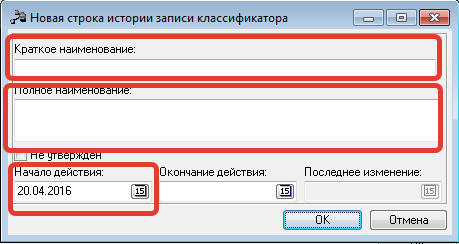 Новая строка истории записи классификатора
Краткое наименование:
Полное наименование:
Не утвержден
Начало действия: Окончание действия: Последнее изменение:
20.04.2016 15 15 15
OK Отмена